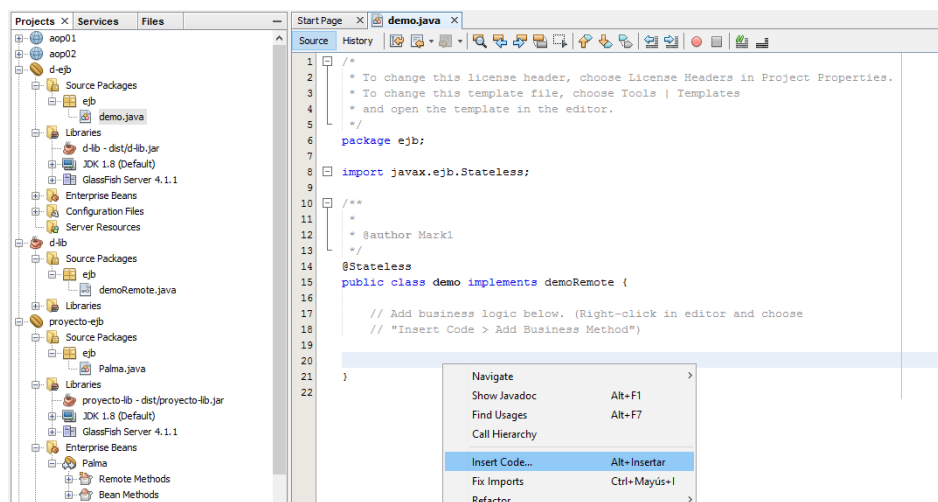 Projects × Services Files
aop01
aop02
d-ejb
Source Packages
ejb
demo.java
Libraries
d-lib - dist/d-lib.jar
JDK 1.8 (Default)
GlassFish Server 4.1.1
Enterprise Beans
Configuration Files
Server Resources
d-lib
Source Packages
ejb
demoRemote.java
Libraries
proyecto-ejb
Source Packages
ejb
Palma.java
Libraries
proyecto-lib - dist/proyecto-lib.jar
JDK 1.8 (Default)
GlassFish Server 4.1.1
Enterprise Beans
Palma
Remote Methods
Bean Methods
Start Page × demo.java ×
Source History
1 /*
2 * To change this license header, choose License Headers in Project Properties.
3 * To change this template file, choose Tools | Templates
4 * and open the template in the editor.
5 */
6 package ejb;
7
8 import javax.ejb.Stateless;
9
10 /**
11 *
12 * @author Mark1
13 */
14 @Stateless
15 public class demo implements demoRemote {
16
17 // Add business logic below. (Right-click in editor and choose
18 // "Insert Code > Add Business Method")
19
20
21 }
22
Navigate >
Show Javadoc Alt+F1
Find Usages Alt+F7
Call Hierarchy
Insert Code... Alt+Insertar
Fix Imports Ctrl+Mayús+I
Refactor >